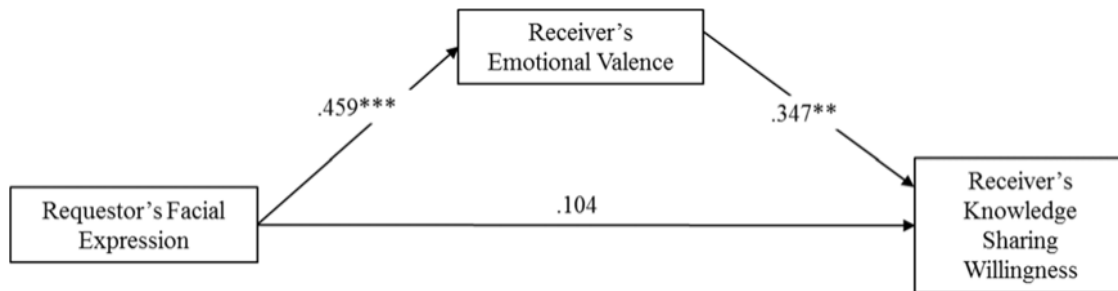 Receiver's
Emotional Valence
.459***
.347**
Requestor's Facial
Expression
.104
Receiver's
Knowledge
Sharing
Willingness